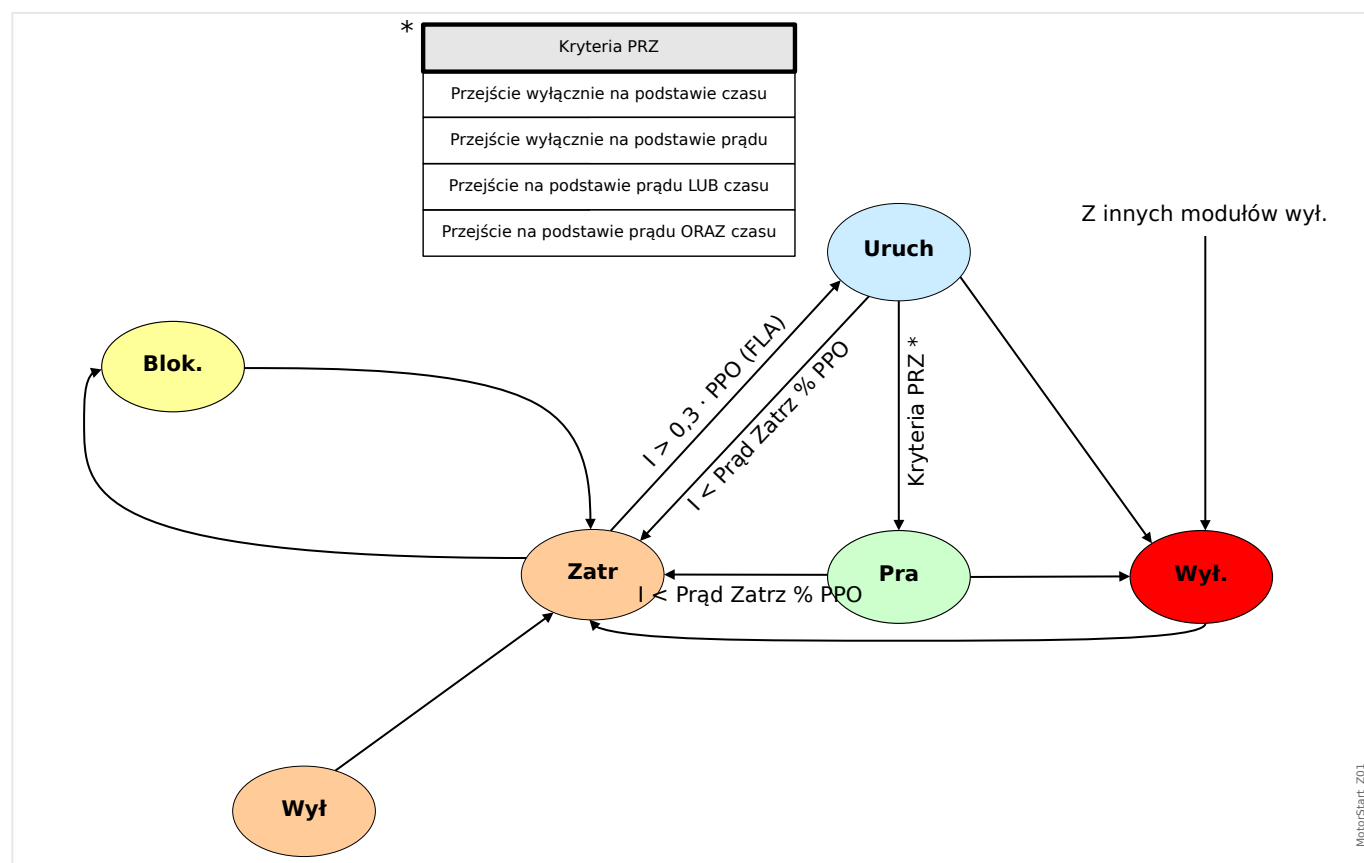 *
Kryteria PRZ
Przejście wyłącznie na podstawie czasu
Przejście wyłącznie na podstawie prądu
Przejście na podstawie prądu LUB czasu
Przejście na podstawie prądu ORAZ czasu
Z innych modułów wył.
Uruch
Blok.
I > 0,3 · PPO (FLA)
I < Prąd Zatrz % PPO
Kryteria PRZ *
Zatr
I < Prąd Zatrz % PPO
Pra
Wył.
Wył
MotorStart_Z01